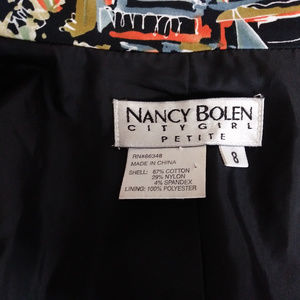 NANCY BOLEN
CITY GIRL
PETITE
8
RN#66348
MADE IN CHINA
SHELL: 67% COTTON
29% NYLON
4% SPANDEX
LINING: 100% POLYESTER